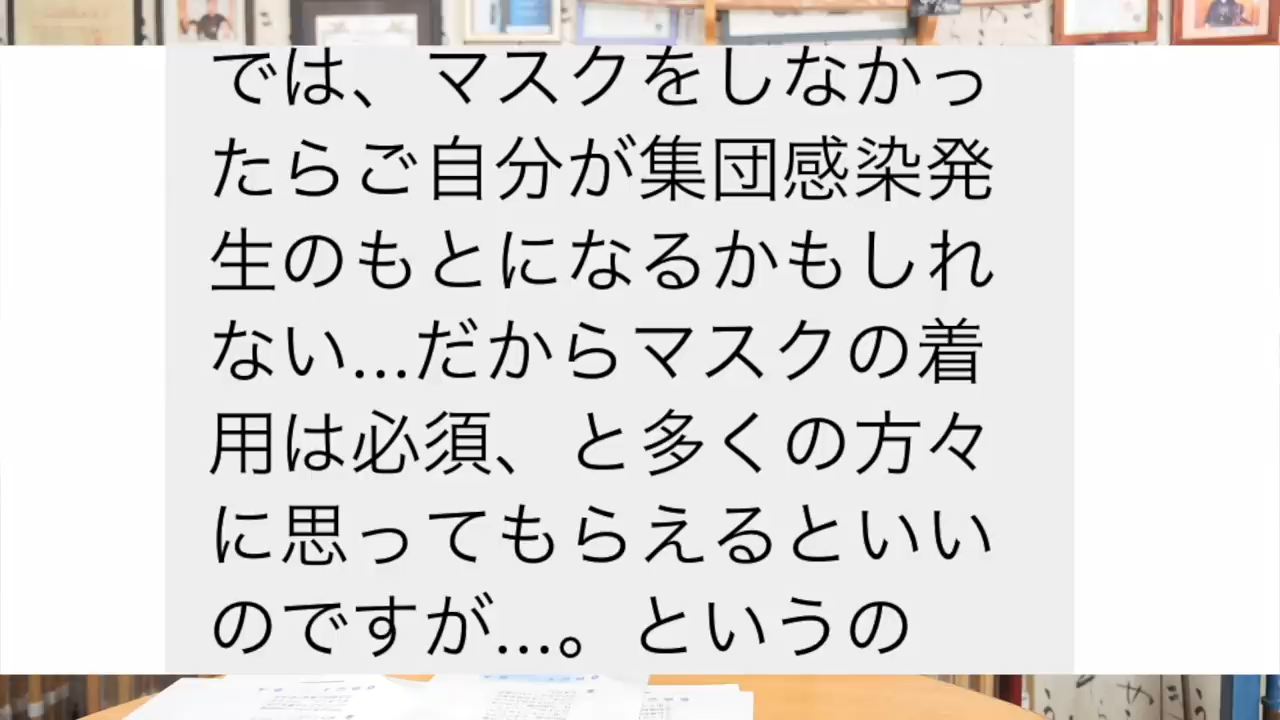 では、マスクをしなかっ
たらご自分が集団感染発
生のもとになるかもしれ
ない…だからマスクの着
用は必須、と多くの方々
に思ってもらえるといい
のですが…。というの